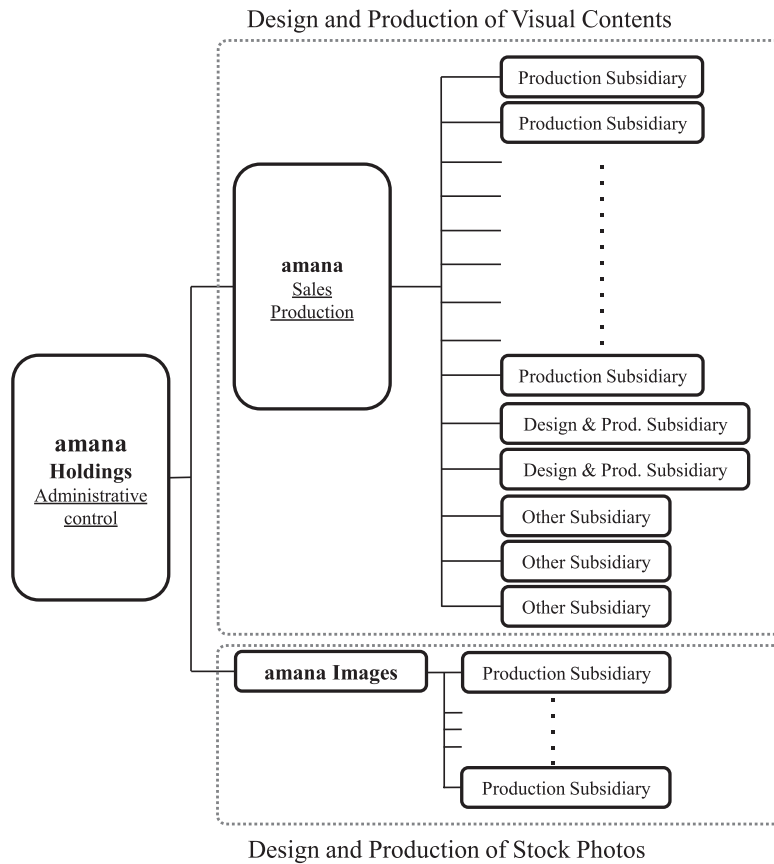 Design and Production of Visual Contents
Production Subsidiary
Production Subsidiary
amana
Sales
Production
Production Subsidiary
Design & Prod. Subsidiary
Design & Prod. Subsidiary
Other Subsidiary
Other Subsidiary
Other Subsidiary
amana
Holdings
Administrative
control
amana Images
Production Subsidiary
Production Subsidiary
Design and Production of Stock Photos